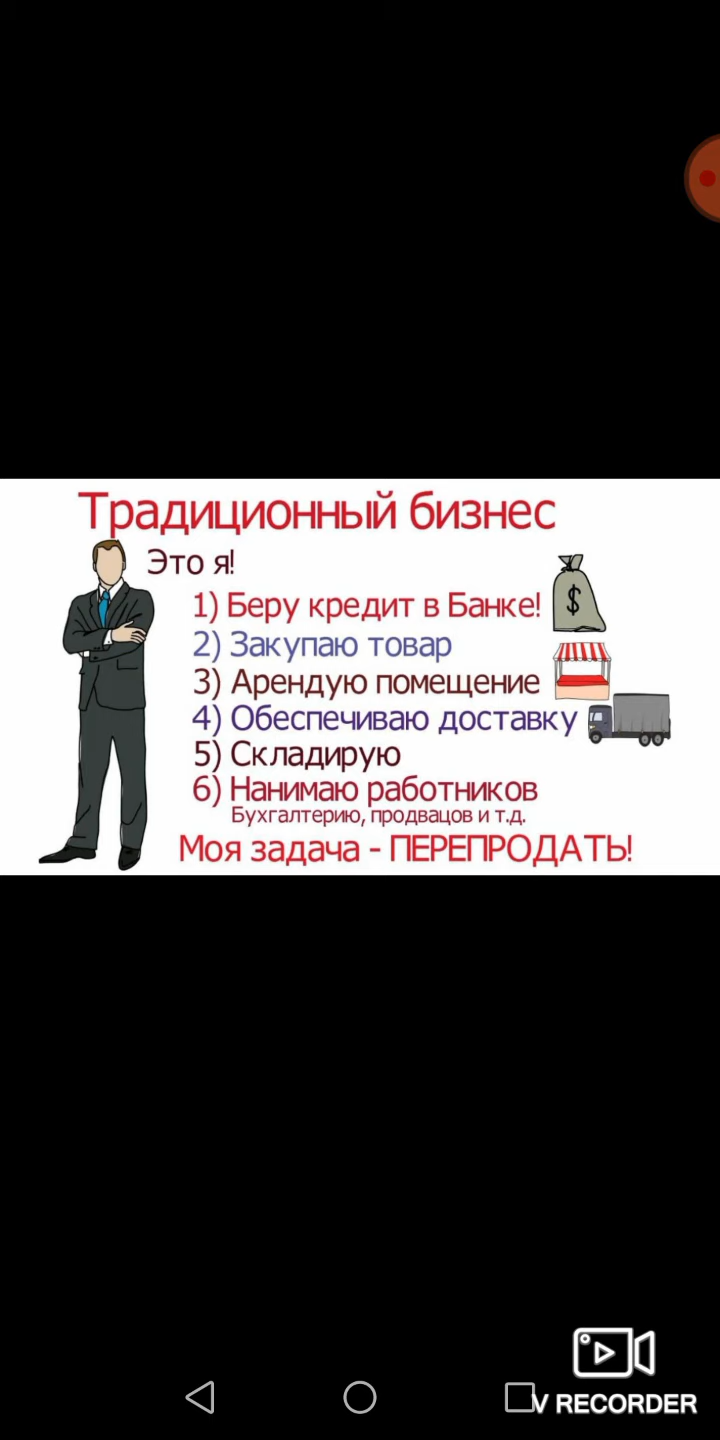 Традиционный бизнес
Это я!
1) Беру кредит в Банке!
$
2) Закупаю товар
3) Арендую помещение
4) Обеспечиваю доставку
5) Складирую
6) Нанимаю работников
Бухгалтерию, продвацов и т.д.
Моя задача - ПЕРЕПРОДАТЬ!
V RECORDER